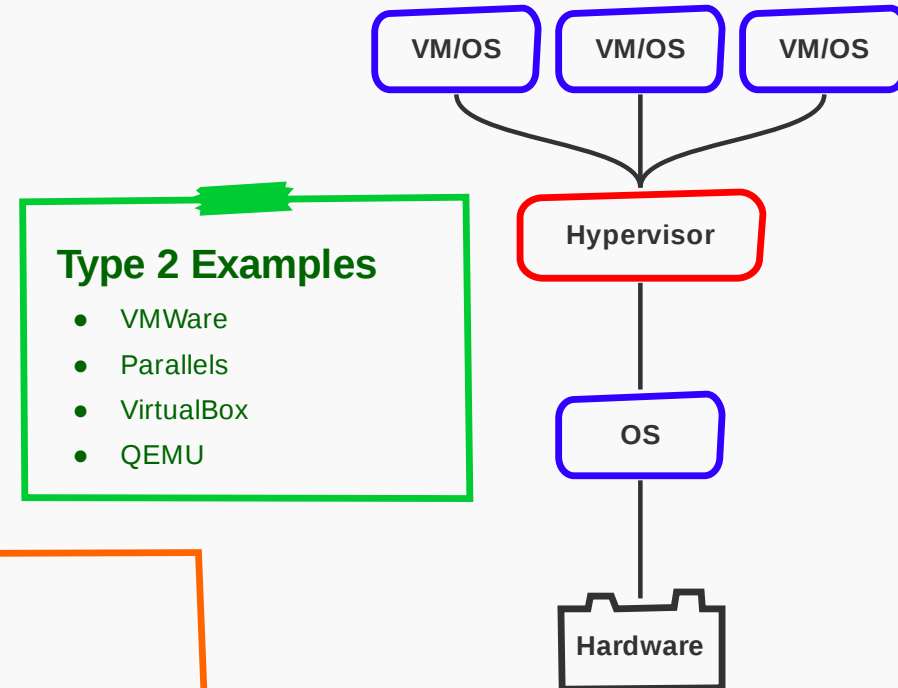 VM/OS VM/OS VM/OS
Hypervisor
Type 2 Examples
● VMWare
● Parallels
● VirtualBox
● QEMU
OS
Hardware